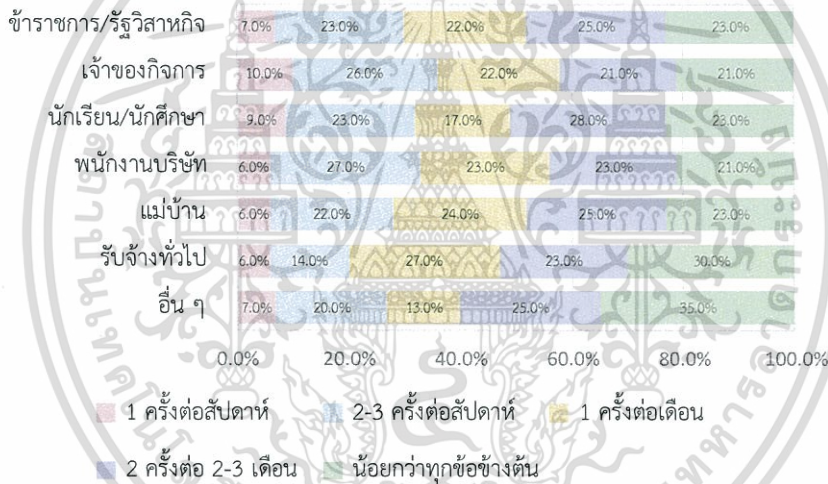 ข้าราชการ/รัฐวิสาหกิจ 7.0% 23.0% 22.0% 25.0% 23.0%
เจ้าของกิจการ 10.0% 26.0% 22.0% 21.0% 21.0%
นักเรียน/นักศึกษา 9.0% 23.0% 17.0% 28.0% 23.0%
พนักงานบริษัท 6.0% 27.0% 23.0% 23.0% 21.0%
แม่บ้าน 6.0% 22.0% 24.0% 25.0% 23.0%
รับจ้างทั่วไป 6.0% 14.0% 27.0% 23.0% 30.0%
อื่น ๆ 7.0% 20.0% 13.0% 25.0% 35.0%
0.0% 20.0% 40.0% 60.0% 80.0% 100.0%
1 ครั้งต่อสัปดาห์ 2-3 ครั้งต่อสัปดาห์ 1 ครั้งต่อเดือน
2 ครั้งต่อ 2-3 เดือน น้อยกว่าทุกข้อข้างต้น